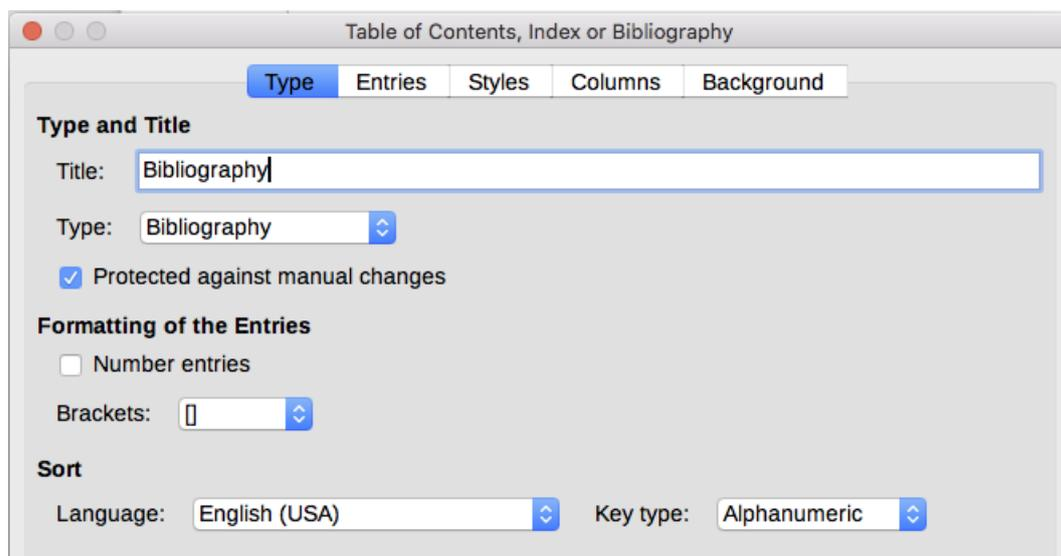 Table of Contents, Index or Bibliography
Type Entries Styles Columns Background
Type and Title
Title: Bibliography
Type: Bibliography
Protected against manual changes
Formatting of the Entries
Number entries
Brackets: []
Sort
Language: English (USA) Key type: Alphanumeric